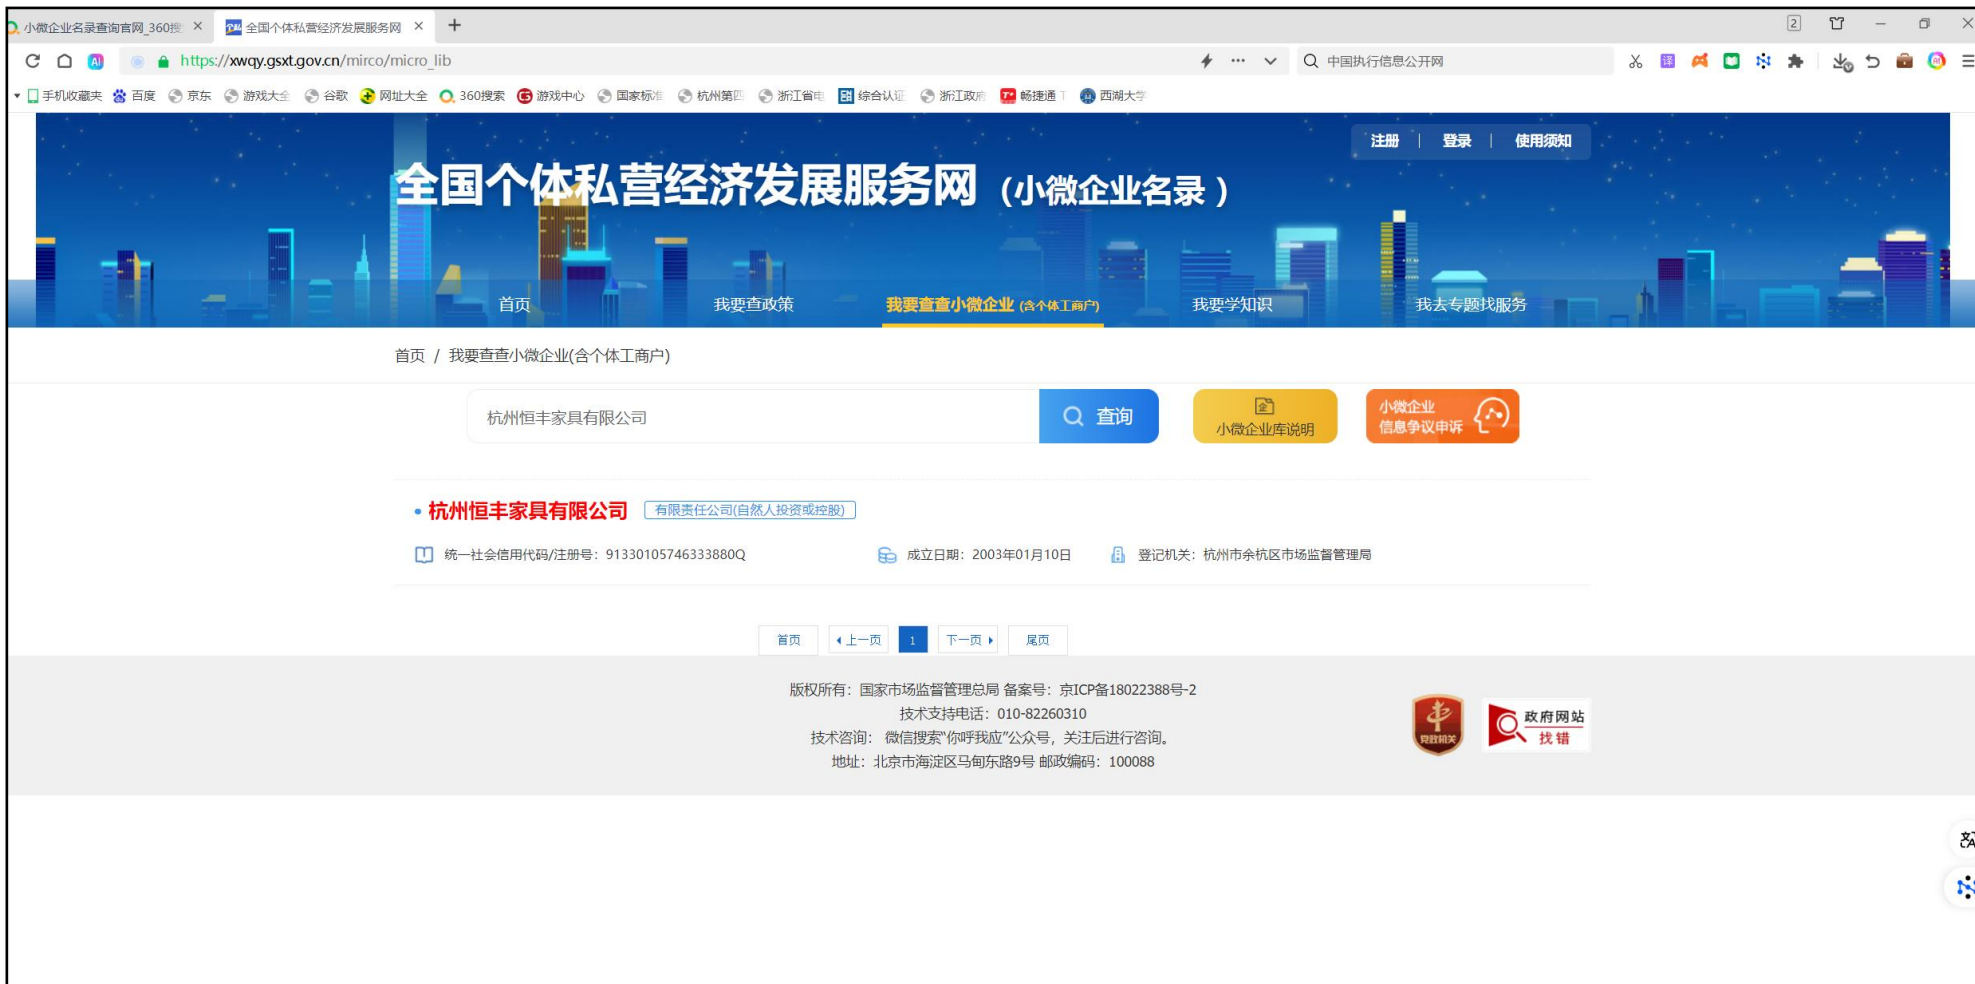 小微企业名录查询官网_360搜
全国个体私营经济发展服务网
2
AI
https://xwqy.gsxt.gov.cn/mirco/micro_lib
中国执行信息公开网
译
手机收藏夹 百度 京东 游戏大全 谷歌 网址大全 360搜索 游戏中心 国家标准 杭州第四 浙江省电 综合认证 浙江政府 畅捷通 T 西湖大学
注册 登录 使用须知
全国个体私营经济发展服务网（小微企业名录）
首页 我要查政策 我要查查小微企业 (含个体工商户) 我要学知识 我去专题找服务
首页 / 我要查查小微企业(含个体工商户)
杭州恒丰家具有限公司
查询
小微企业库说明
小微企业
信息争议申诉
杭州恒丰家具有限公司 有限责任公司(自然人投资或控股)
统一社会信用代码/注册号：91330105746333880Q 成立日期：2003年01月10日 登记机关：杭州市余杭区市场监督管理局
首页 上一页 1 下一页 尾页
版权所有：国家市场监督管理总局 备案号：京ICP备18022388号-2
技术支持电话：010-82260310
技术咨询： 微信搜索“你呼我应”公众号，关注后进行咨询。
地址：北京市海淀区马甸东路9号 邮政编码：100088
党政机关
政府网站
找错